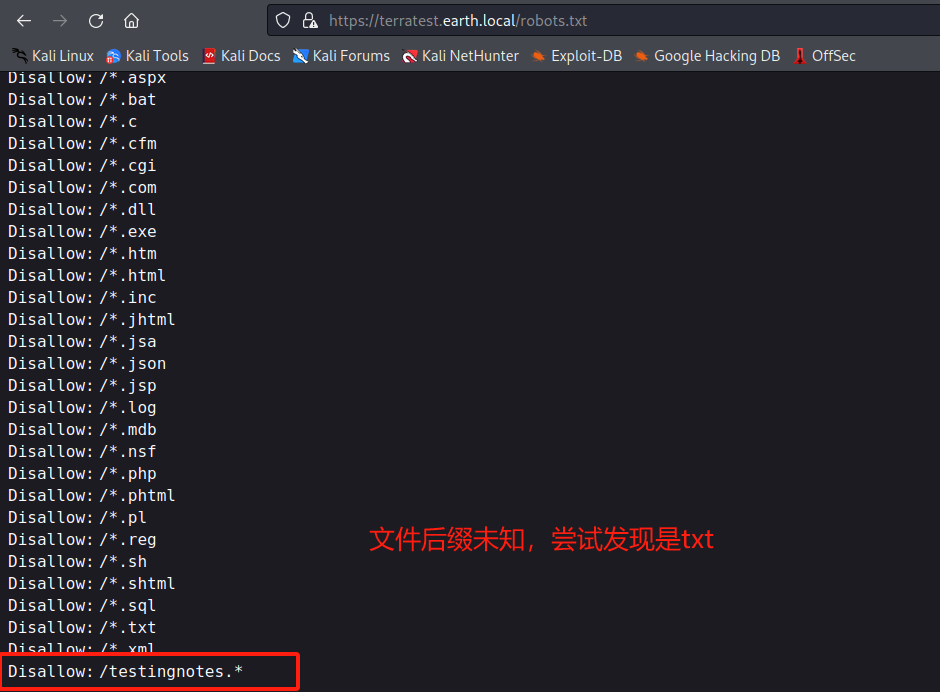 https://terratest.earth.local/robots.txt
Kali Linux Kali Tools Kali Docs Kali Forums Kali NetHunter Exploit-DB Google Hacking DB OffSec
Disallow: /*.aspx
Disallow: /*.bat
Disallow: /*.c
Disallow: /*.cfm
Disallow: /*.cgi
Disallow: /*.com
Disallow: /*.dll
Disallow: /*.exe
Disallow: /*.htm
Disallow: /*.html
Disallow: /*.inc
Disallow: /*.jhtml
Disallow: /*.jsa
Disallow: /*.json
Disallow: /*.jsp
Disallow: /*.log
Disallow: /*.mdb
Disallow: /*.nsf
Disallow: /*.php
Disallow: /*.phtml
Disallow: /*.pl
Disallow: /*.reg
文件后缀未知，尝试发现是txt
Disallow: /*.sh
Disallow: /*.shtml
Disallow: /*.sql
Disallow: /*.txt
Disallow: /*.xml
Disallow: /testingnotes.*